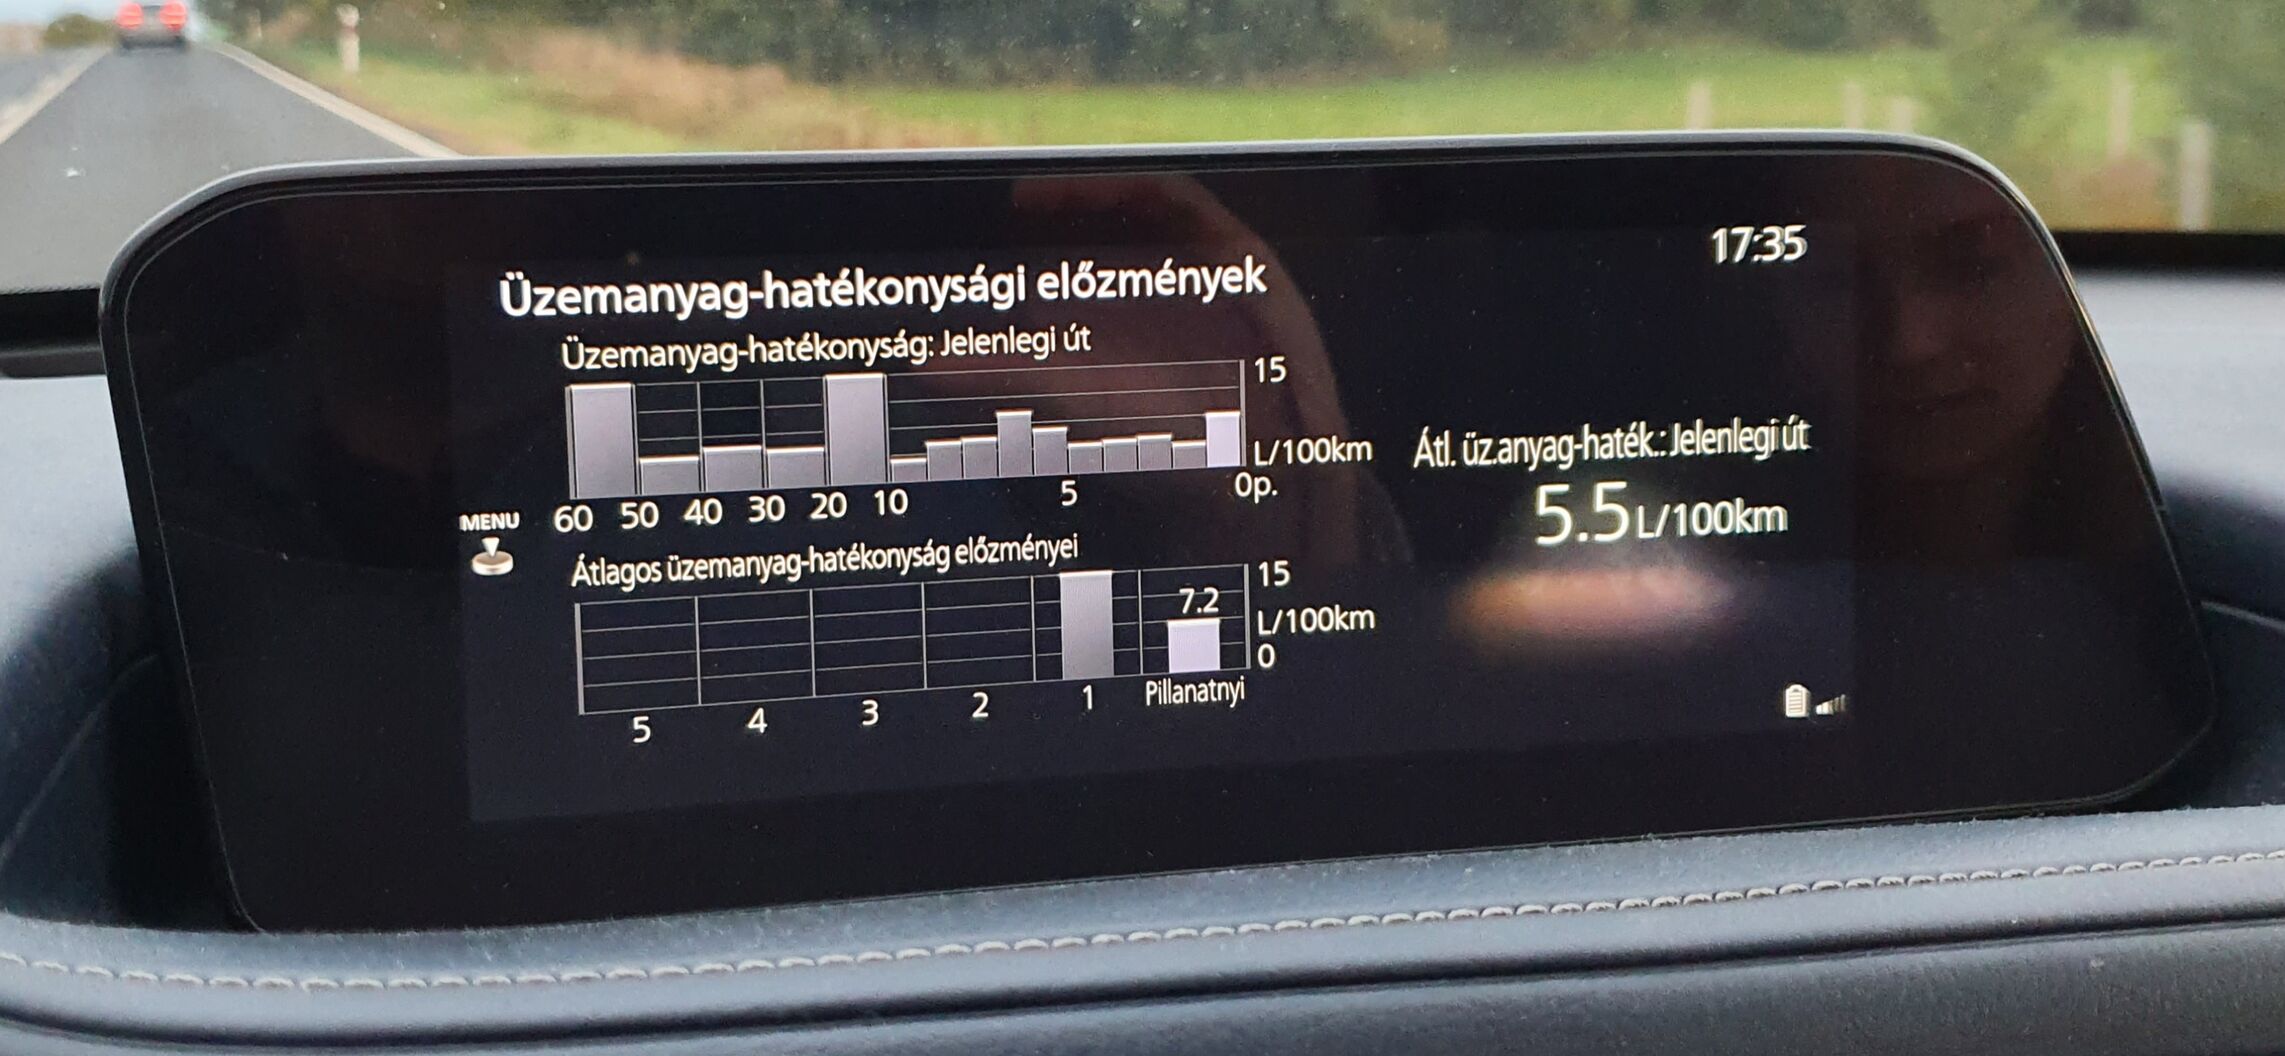 17:35
Üzemanyag-hatékonysági előzmények
Üzemanyag-hatékonyság: Jelenlegi út
15
L/100km
60 50 40 30 20 10 5 0p.
MENU
Átl. üz.anyag-haték.: Jelenlegi út
5.5 L/100km
Átlagos üzemanyag-hatékonyság előzményei
15
7.2
L/100km
0
5 4 3 2 1 Pillanatnyi